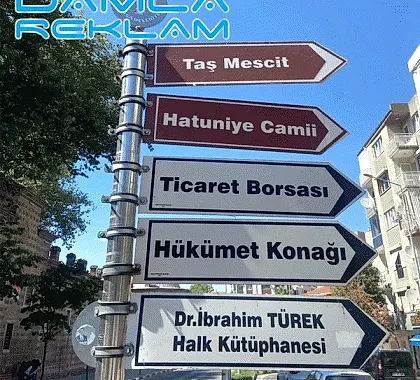 DAMLA
REKLAM
Taş Mescit
Hatuniye Camii
Ticaret Borsası
Hükümet Konağı
Dr.İbrahim TÜREK
Halk Kütüphanesi